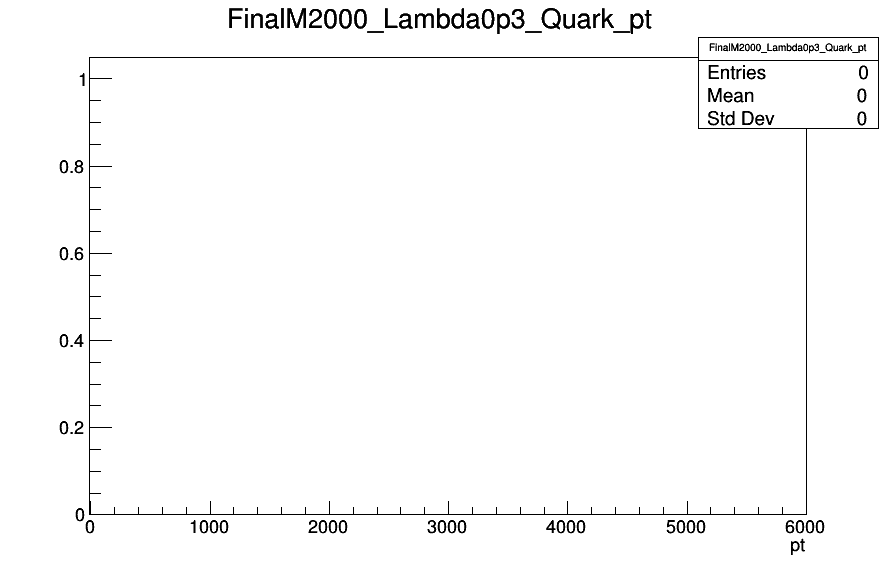 FinalM2000_Lambda0p3_Quark_pt
FinalM2000_Lambda0p3_Quark_pt
Entries 0
Mean 0
Std Dev 0
1
0.8
0.6
0.4
0.2
0
0 1000 2000 3000 4000 5000 6000
pt